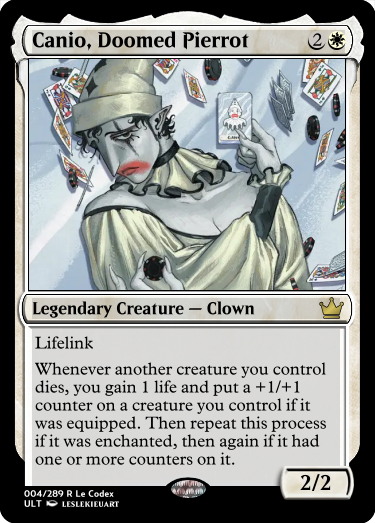 Canio, Doomed Pierrot 2
Legendary Creature — Clown
Lifelink
Whenever another creature you control
dies, you gain 1 life and put a +1/+1
counter on a creature you control if it
was equipped. Then repeat this process
if it was enchanted, then again if it had
one or more counters on it.
2/2
004/289 R Le Codex
ULT LESLEKIEUART